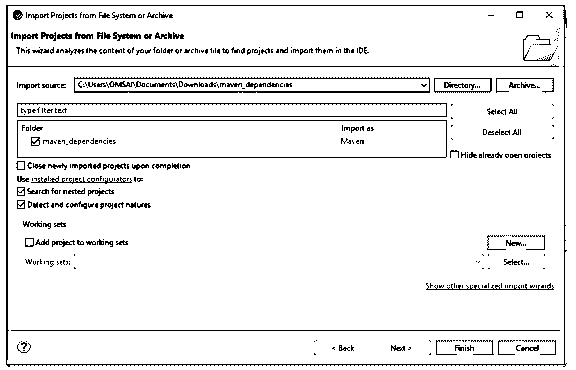 Import Projects from File System or Archive
Import Projects from File System or Archive
This wizard analyzes the content of your folder or archive file to find projects and import them in the IDE.
Import source: C:\Users\OMSAI\Documents\Downloads\maven_dependencies Directory... Archive...
type filter text Select All
Folder Import as Deselect All
maven_dependencies Maven
Hide already open projects
Close newly imported projects upon completion
Use installed project configurators to:
Search for nested projects
Detect and configure project natures
Working sets
Add project to working sets New...
Working sets: Select...
Show other specialized import wizards
< Back Next > Finish Cancel